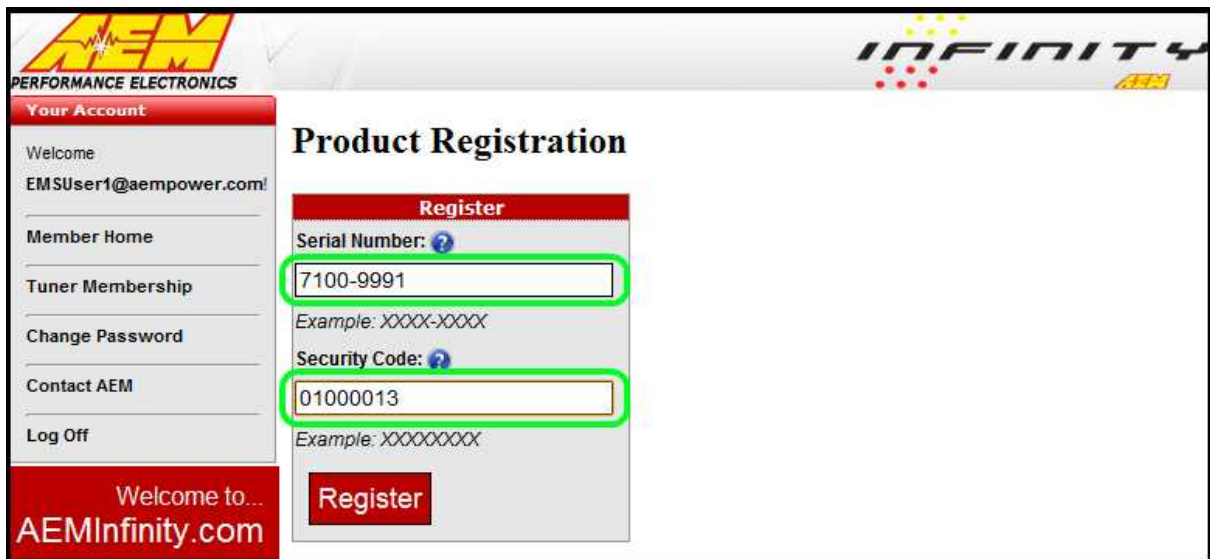 AEM
PERFORMANCE ELECTRONICS
INFINITY
AEM
Your Account
Welcome
EMSUser1@aempower.com!
Member Home
Tuner Membership
Change Password
Contact AEM
Log Off
Welcome to...
AEMInfinity.com
Product Registration
Register
Serial Number: ?
7100-9991
Example: XXXX-XXXX
Security Code: ?
01000013
Example: XXXXXXXX
Register